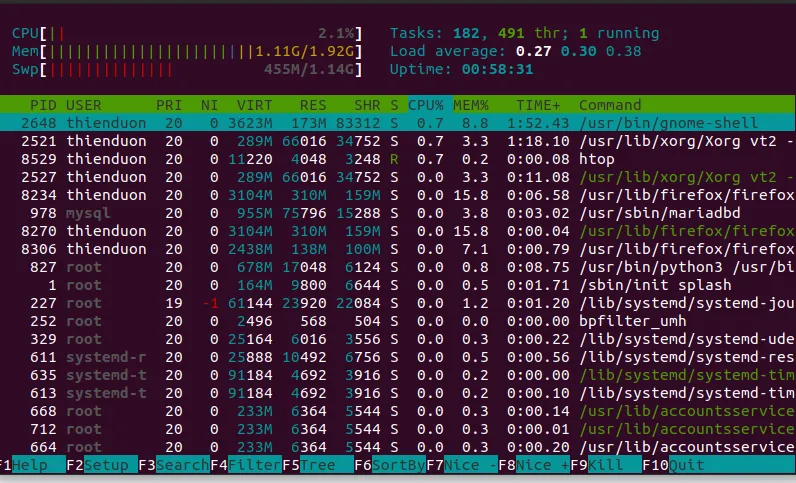 CPU[|| 2.1%] Tasks: 182, 491 thr; 1 running
Mem[||||||||||||||||||||||||||1.11G/1.92G] Load average: 0.27 0.30 0.38
Swp[|||||||||||||| 455M/1.14G] Uptime: 00:58:31
PID USER PRI NI VIRT RES SHR S CPU% MEM% TIME+ Command
2648 thienduon 20 0 3623M 173M 83312 S 0.7 8.8 1:52.43 /usr/bin/gnome-shell
2521 thienduon 20 0 289M 66016 34752 S 0.7 3.3 1:18.10 /usr/lib/xorg/Xorg vt2 -
8529 thienduon 20 0 11220 4048 3248 R 0.7 0.2 0:00.08 htop
2527 thienduon 20 0 289M 66016 34752 S 0.0 3.3 0:11.08 /usr/lib/xorg/Xorg vt2 -
8234 thienduon 20 0 3104M 310M 159M S 0.0 15.8 0:06.58 /usr/lib/firefox/firefox
978 mysql 20 0 955M 75796 15288 S 0.0 3.8 0:03.02 /usr/sbin/mariadbd
8270 thienduon 20 0 3104M 310M 159M S 0.0 15.8 0:00.04 /usr/lib/firefox/firefox
8306 thienduon 20 0 2438M 138M 100M S 0.0 7.1 0:00.79 /usr/lib/firefox/firefox
827 root 20 0 678M 17048 6124 S 0.0 0.8 0:08.75 /usr/bin/python3 /usr/bi
1 root 20 0 164M 9800 6644 S 0.0 0.5 0:01.71 /sbin/init splash
227 root 19 -1 61144 23920 22084 S 0.0 1.2 0:01.20 /lib/systemd/systemd-jou
252 root 20 0 2496 568 504 S 0.0 0.0 0:00.00 bpfilter_umh
329 root 20 0 25164 6016 3556 S 0.0 0.3 0:00.22 /lib/systemd/systemd-ude
611 systemd-r 20 0 25888 10492 6756 S 0.0 0.5 0:00.56 /lib/systemd/systemd-res
635 systemd-t 20 0 91184 4692 3916 S 0.0 0.2 0:00.00 /lib/systemd/systemd-tim
613 systemd-t 20 0 91184 4692 3916 S 0.0 0.2 0:00.10 /lib/systemd/systemd-tim
668 root 20 0 233M 6364 5544 S 0.0 0.3 0:00.14 /usr/lib/accountsservice
712 root 20 0 233M 6364 5544 S 0.0 0.3 0:00.01 /usr/lib/accountsservice
664 root 20 0 233M 6364 5544 S 0.0 0.3 0:00.20 /usr/lib/accountsservice
F1Help F2Setup F3SearchF4FilterF5Tree F6SortByF7Nice -F8Nice +F9Kill F10Quit